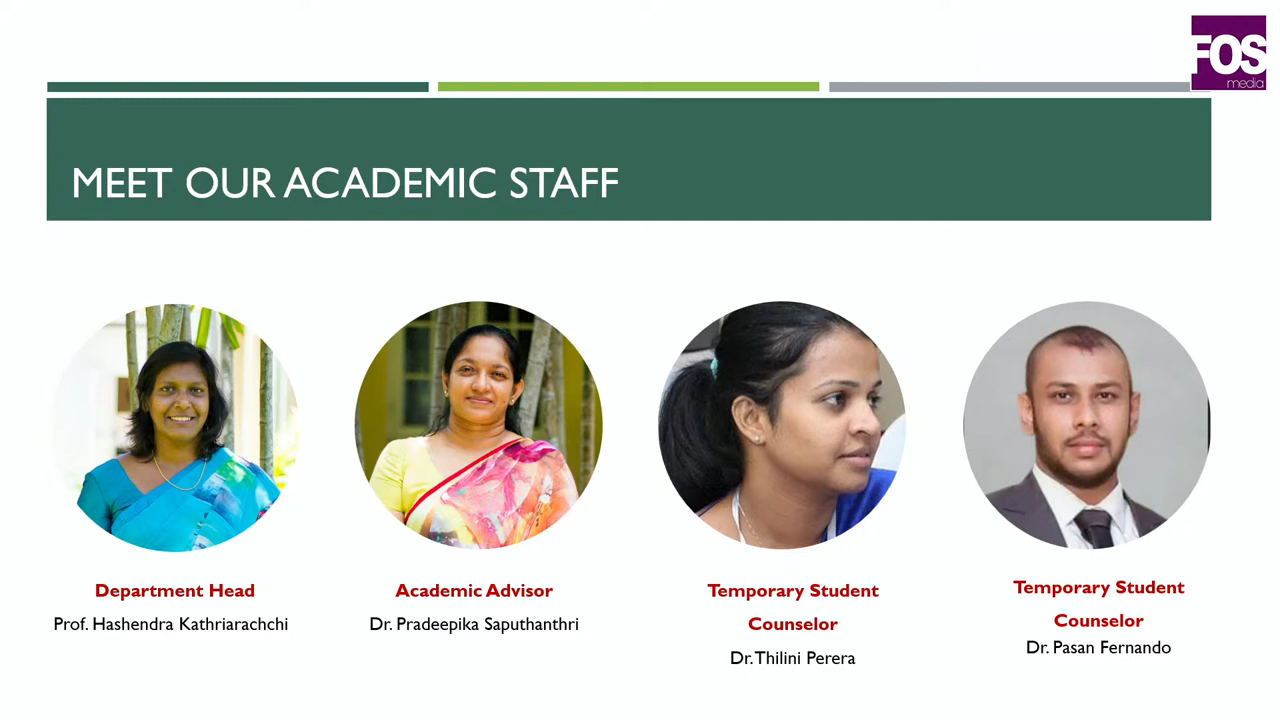 FOS
media
MEET OUR ACADEMIC STAFF
Department Head
Prof. Hashendra Kathriarachchi
Academic Advisor
Dr. Pradeepika Saputhanthri
Temporary Student
Counselor
Dr. Thilini Perera
Temporary Student
Counselor
Dr. Pasan Fernando